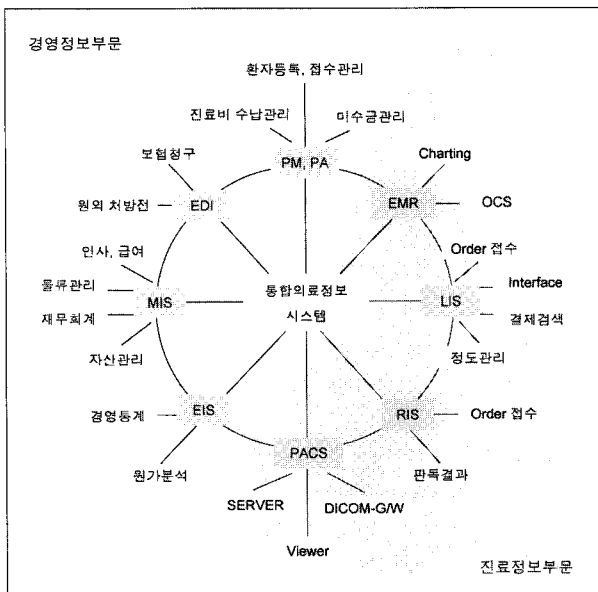 경영정보부문
환자등록, 접수관리
진료비 수납관리
미수금관리
보험청구
PM, PA
Charting
원외 처방전
EDI
EMR
OCS
인사, 급여
Order 접수
물류관리
MIS
통합의료정보
시스템
LIS
Interface
재무회계
결제검색
자산관리
정도관리
경영통계
EIS
RIS
Order 접수
원가분석
PACS
판독결과
SERVER
DICOM-G/W
Viewer
진료정보부문